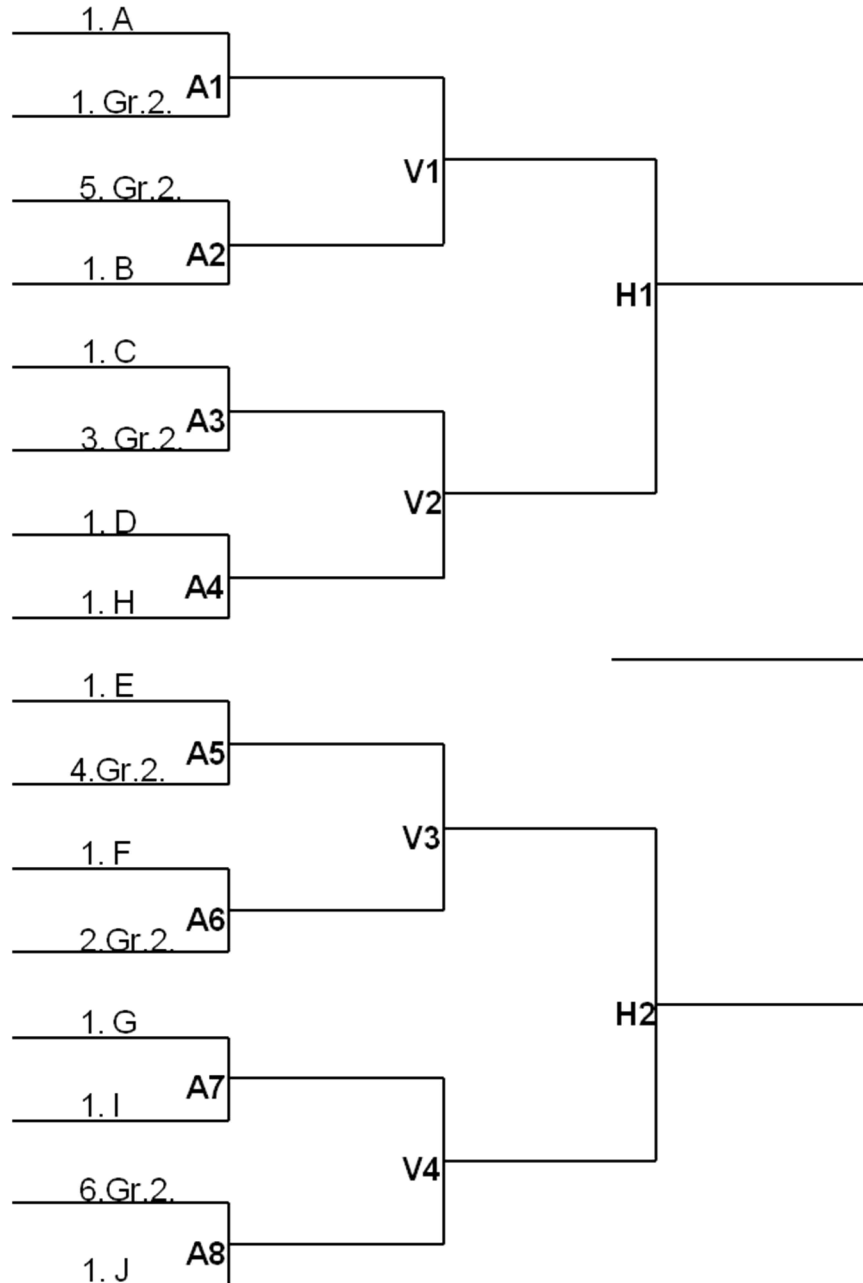 1. A
A1
1. Gr.2.
V1
5. Gr.2.
A2
1. B
H1
1. C
A3
3. Gr.2.
V2
1. D
A4
1. H
1. E
A5
4.Gr.2.
V3
1. F
A6
2.Gr.2.
H2
1. G
A7
1. I
V4
6.Gr.2.
A8
1. J